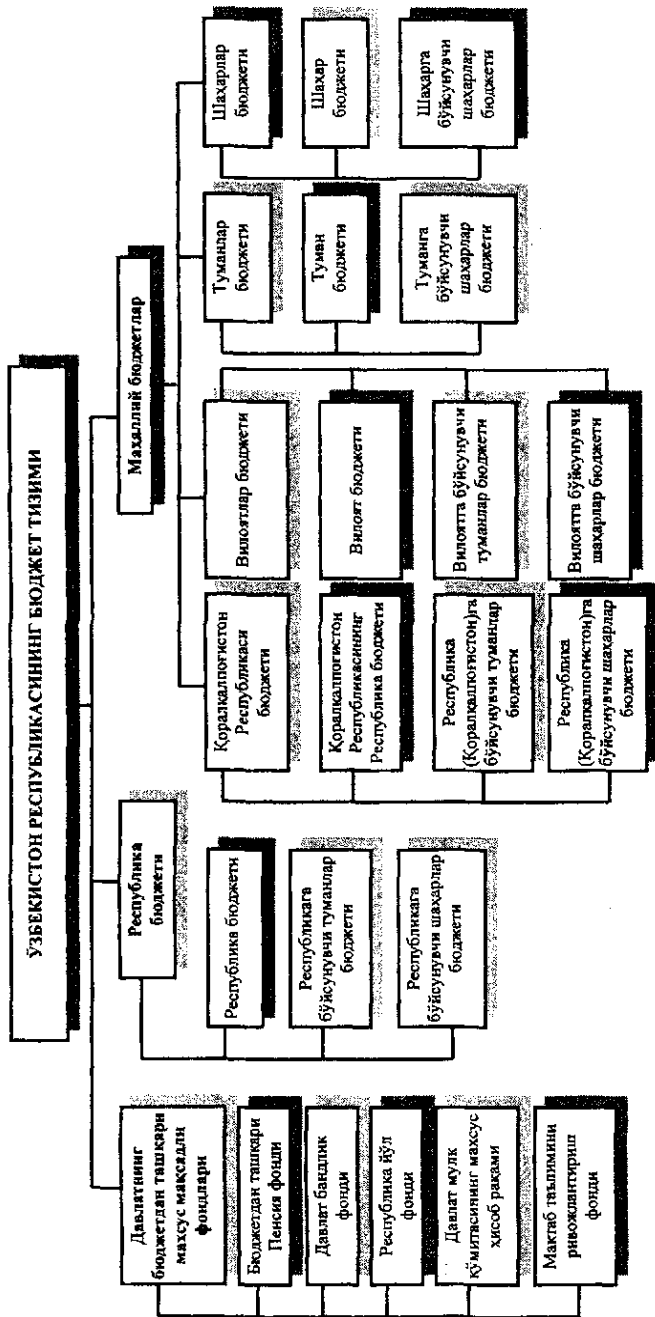 ЎЗБЕКИСТОН РЕСПУБЛИКАСИНИНГ БЮДЖЕТ ТИЗИМИ
Давлатнинг
бюджетдан ташқари
махсус мақсадли
фондлари
Бюджетдан ташқари
Пенсия фонди
Давлат бандлик
фонди
Республика йўл
фонди
Давлат мулк
қўмитасининг махсус
ҳисоб рақами
Мактаб таълимини
ривожлантириш
фонди
Республика
бюджети
Республика бюджети
Республикага
бўйсунувчи туманлар
бюджети
Республикага
бўйсунувчи шаҳарлар
бюджети
Маҳаллий бюджетлар
Қорақалпоғистон
Республикаси
бюджети
Қорақалпоғистон
Республикасининг
Республика бюджети
Республика
(Қорақалпоғистон)га
бўйсунувчи туманлар
бюджети
Республика
(Қорақалпоғистон)га
бўйсунувчи шаҳарлар
бюджети
Вилоятлар бюджети
Вилоят бюджети
Вилоятга бўйсунувчи
туманлар бюджети
Вилоятга бўйсунувчи
шаҳарлар бюджети
Туманлар
бюджети
Туман
бюджети
Туманга
бўйсунувчи
шаҳарлар
бюджети
Шаҳарлар
бюджети
Шаҳар
бюджети
Шаҳарга
бўйсунувчи
шаҳарлар
бюджети